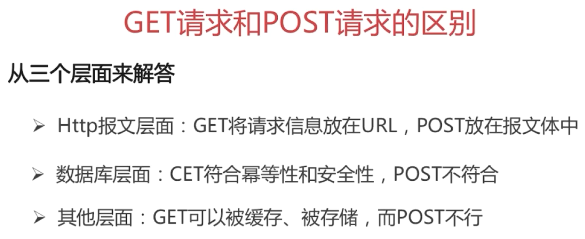 GET请求和POST请求的区别
从三个层面来解答
➢ Http报文层面：GET将请求信息放在URL，POST放在报文体中
➢ 数据库层面：CET符合幂等性和安全性，POST不符合
➢ 其他层面：GET可以被缓存、被存储，而POST不行